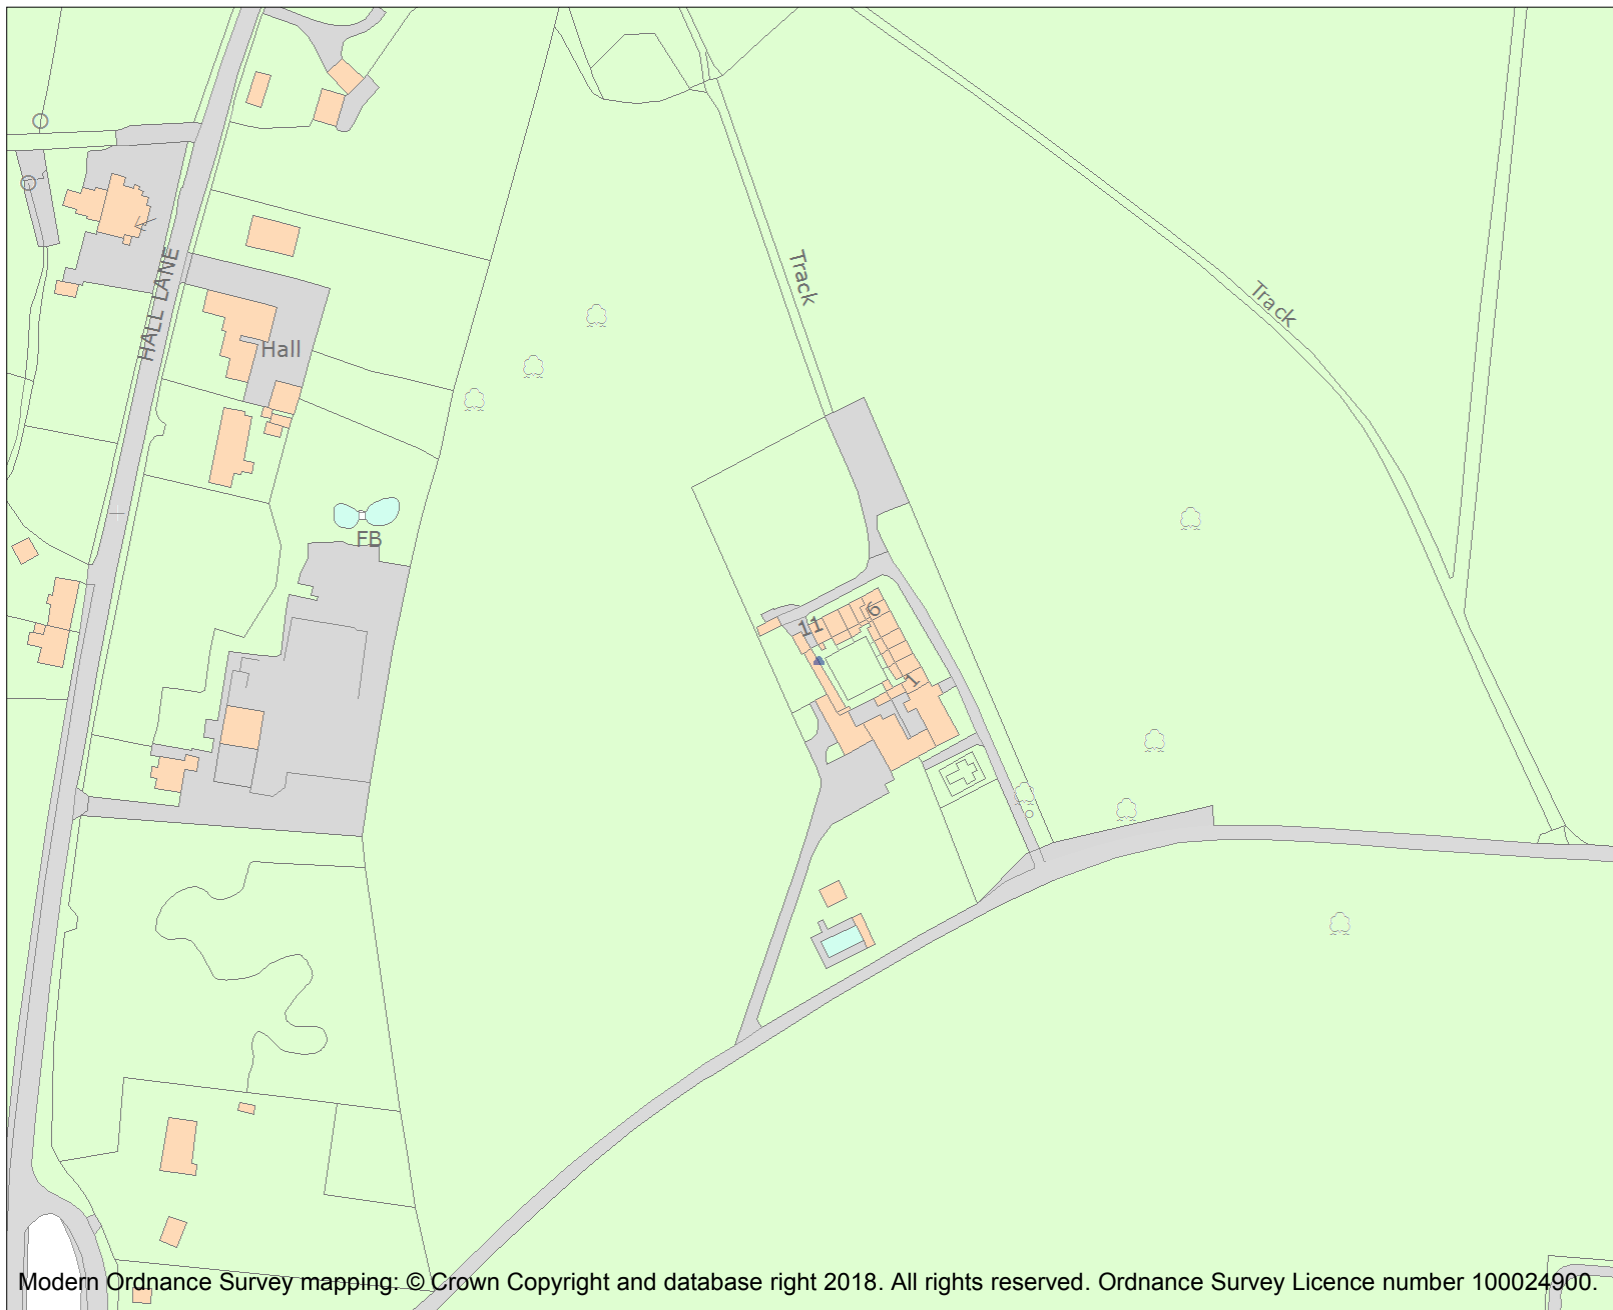 HALL LANE
Track
Track
Hall
FB
6
11
1
Modern Ordnance Survey mapping: © Crown Copyright and database right 2018. All rights reserved. Ordnance Survey Licence number 100024900.